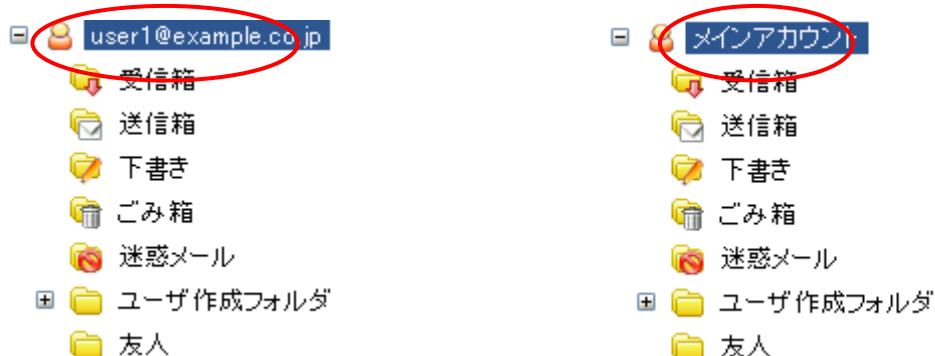 user1@example.co.jp
受信箱
送信箱
下書き
ごみ箱
迷惑メール
ユーザ作成フォルダ
友人
メインアカウント
受信箱
送信箱
下書き
ごみ箱
迷惑メール
ユーザ作成フォルダ
友人